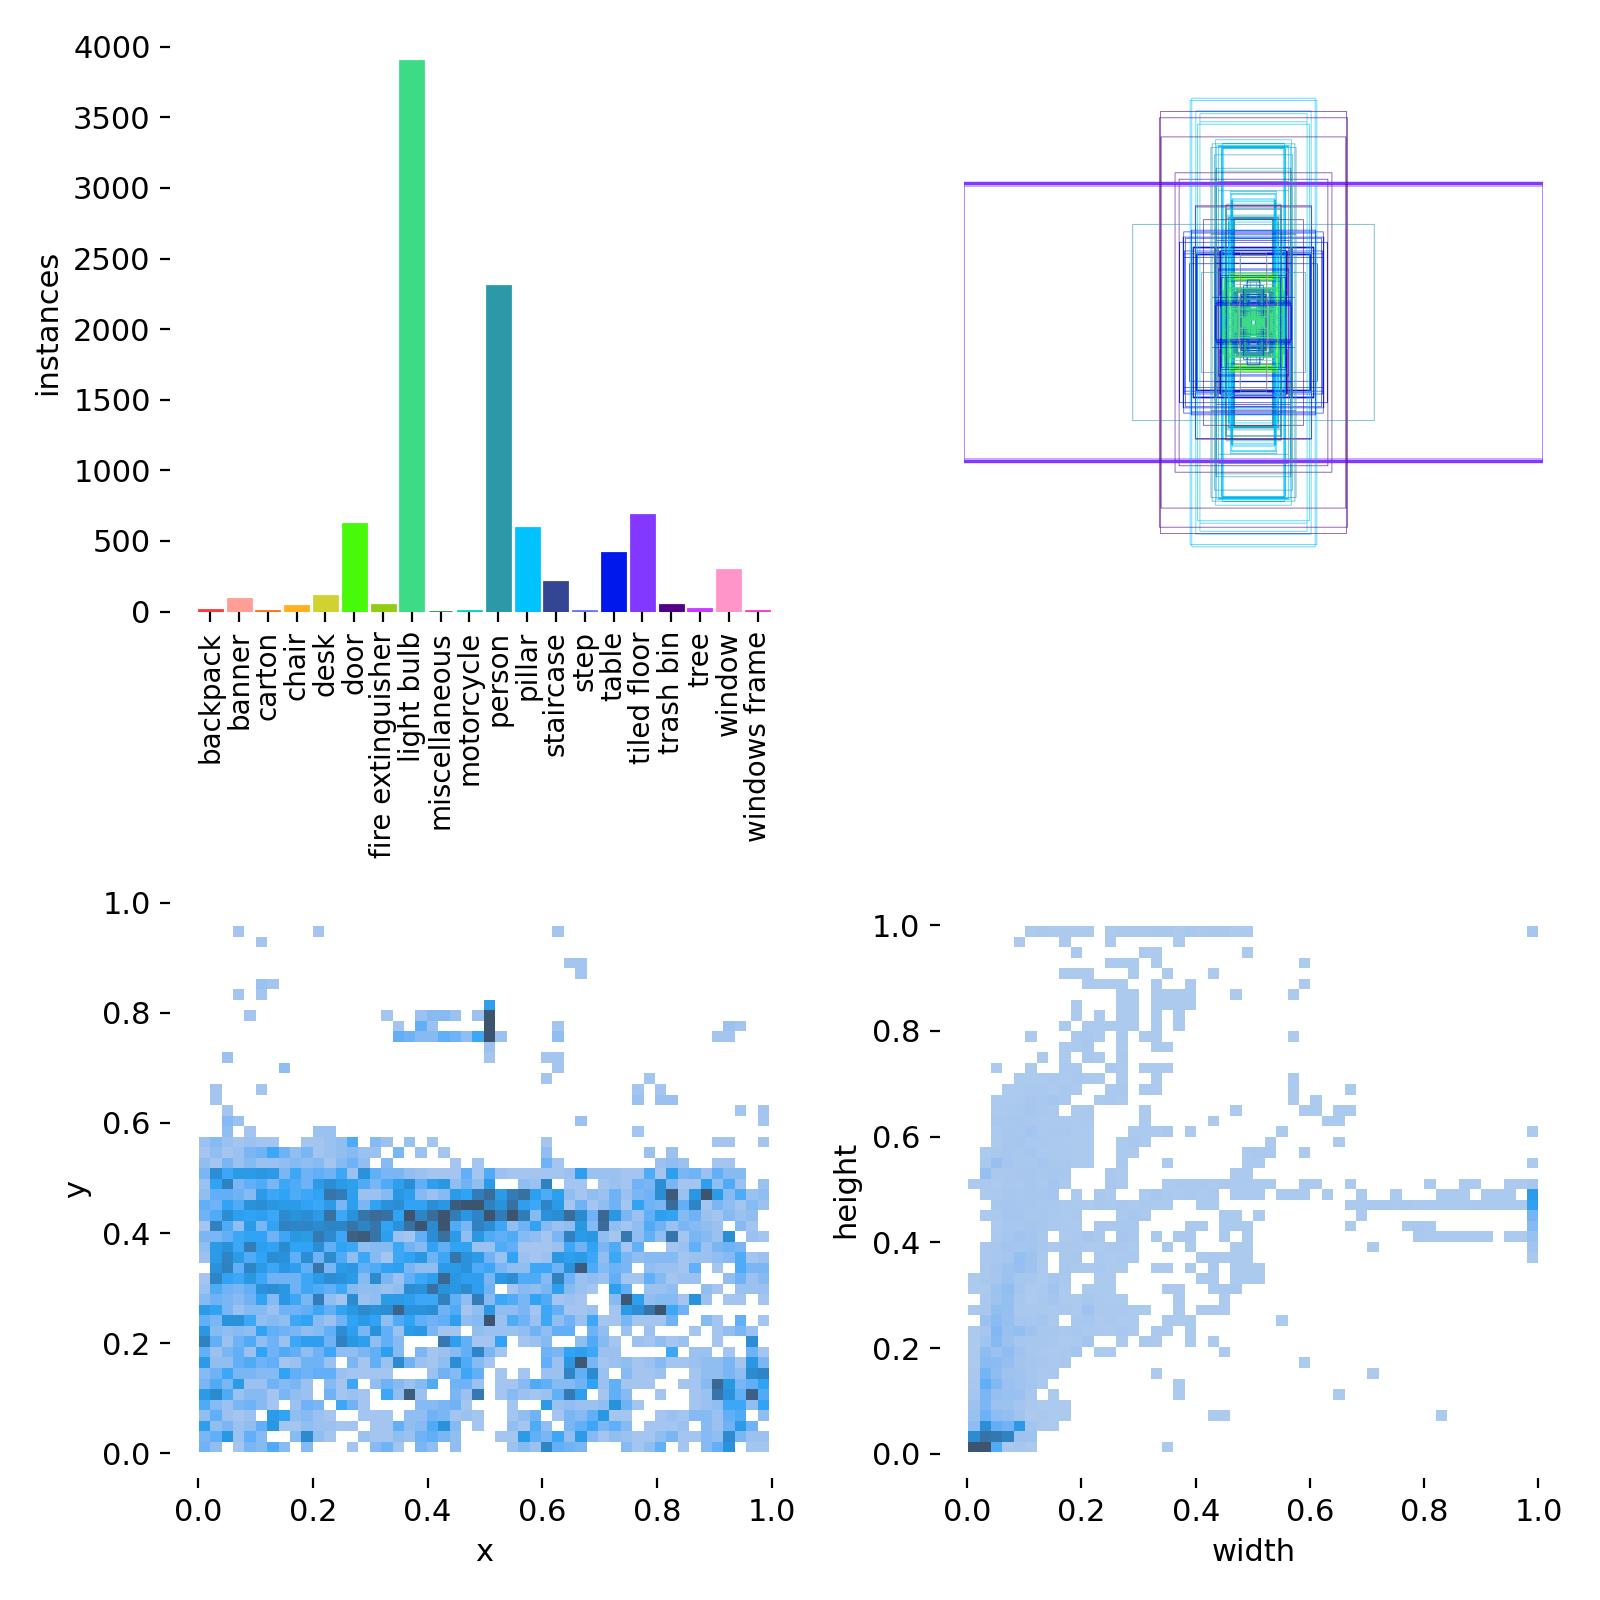 4000
3500
3000
2500
2000
1500
1000
500
0
instances
backpack
banner
carton
chair
desk
door
fire extinguisher
light bulb
miscellaneous
motorcycle
person
pillar
staircase
step
table
tiled floor
trash bin
tree
window
windows frame
1.0
0.8
0.6
0.4
0.2
0.0
y
0.0 0.2 0.4 0.6 0.8 1.0
x
1.0
0.8
0.6
0.4
0.2
0.0
height
0.0 0.2 0.4 0.6 0.8 1.0
width